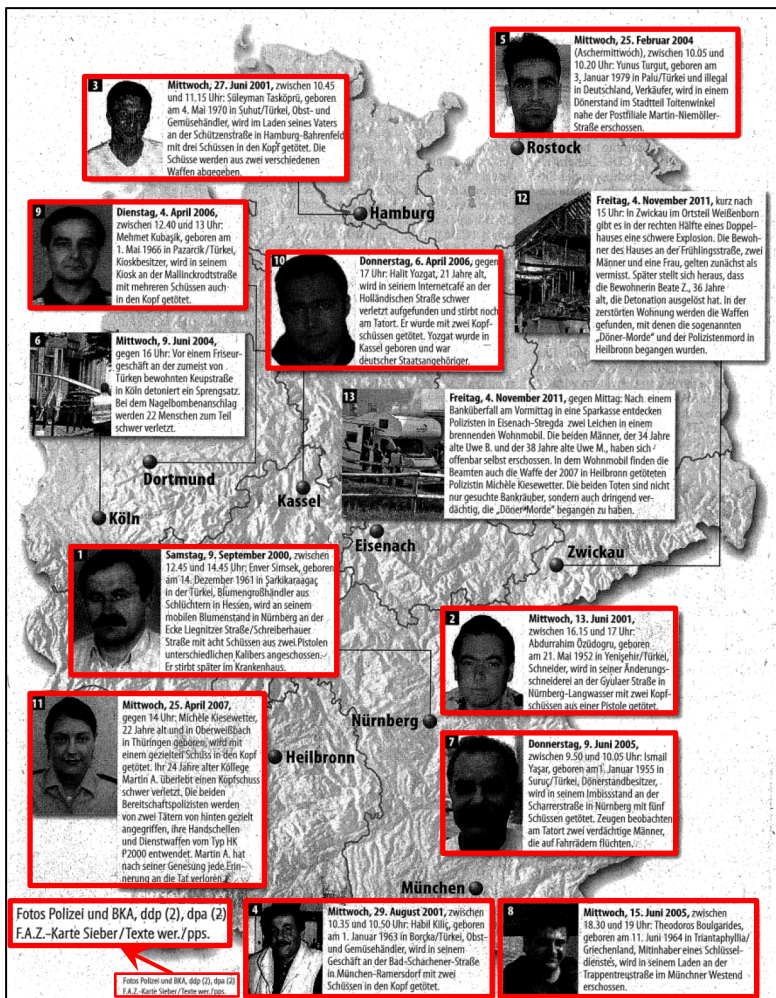 5
Mittwoch, 25. Februar 2004
(Aschermittwoch), zwischen 10.05 und
10.20 Uhr: Yunus Turgut, geboren am
3. Januar 1979 in Palu/Türkei und illegal
in Deutschland, Verkäufer, wird in einem
Dönerstand im Stadtteil Toitenwinkel
nahe der Postfiliale Martin-Niemöller-
Straße erschossen.
Rostock
3
Mittwoch, 27. Juni 2001, zwischen 10.45
und 11.15 Uhr: Süleyman Tasköprü, geboren
am 4. Mai 1970 in Şuhut/Türkei, Obst- und
Gemüsehändler, wird im Laden seines Vaters
an der Schützenstraße in Hamburg-Bahrenfeld
mit drei Schüssen in den Kopf getötet. Die
Schüsse werden aus zwei verschiedenen
Waffen abgegeben.
Hamburg
12
Freitag, 4. November 2011, kurz nach
15 Uhr: In Zwickau im Ortsteil Weißenborn
gibt es in der rechten Hälfte eines Doppel-
hauses eine schwere Explosion. Die Bewoh-
ner des Hauses an der Frühlingsstraße, zwei
Männer und eine Frau, gelten zunächst als
vermisst. Später stellt sich heraus, dass
die Bewohnerin Beate Z., 36 Jahre
alt, die Detonation ausgelöst hat. In der
zerstörten Wohnung werden die Waffen
gefunden, mit denen die sogenannten
„Döner-Morde“ und der Polizistenmord in
Heilbronn begangen wurden.
9
Dienstag, 4. April 2006,
zwischen 12.40 und 13 Uhr:
Mehmet Kubaşik, geboren am
1. Mai 1966 in Pazarcik/Türkei,
Kioskbesitzer, wird in seinem
Kiosk an der Mallinckrodtstraße
mit mehreren Schüssen auch
in den Kopf getötet.
10
Donnerstag, 6. April 2006, gegen
17 Uhr: Halit Yozgat, 21 Jahre alt,
wird in seinem Internetcafé in der
Holländischen Straße schwer
verletzt aufgefunden und stirbt noch
am Tatort. Er wurde mit zwei Kopf-
schüssen getötet. Yozgat wurde in
Kassel geboren und war
deutscher Staatsangehöriger.
6
Mittwoch, 9. Juni 2004,
gegen 16 Uhr: Vor einem Friseur-
geschäft an der zumeist von
Türken bewohnten Keupstraße
in Köln detoniert ein Sprengsatz.
Bei dem Nagelbombenanschlag
werden 22 Menschen zum Teil
schwer verletzt.
13
Freitag, 4. November 2011, gegen Mittag: Nach einem
Banküberfall am Vormittag in eine Sparkasse entdecken
Polizisten in Eisenach-Stregda zwei Leichen in einem
brennenden Wohnmobil. Die beiden Männer, der 34 Jahre
alte Uwe B. und der 38 Jahre alte Uwe M., haben sich
offenbar selbst erschossen. In dem Wohnmobil finden die
Beamten auch die Waffe der 2007 in Heilbronn getöteten
Polizistin Michèle Kiesewetter. Die beiden Toten sind nicht
nur gesuchte Bankräuber, sondern auch dringend ver-
dächtig, die „Döner-Morde“ begangen zu haben.
Dortmund
Kassel
Köln
Eisenach
Zwickau
1
Samstag, 9. September 2000, zwischen
12.45 und 14.45 Uhr: Enver Simsek, geboren
am 14. Dezember 1961 in Şarkikaraagaç
in der Türkei, Blumengroßhändler aus
Schlüchtern in Hessen, wird an seinem
mobilen Blumenstand in Nürnberg an der
Ecke Liegnitzer Straße/Schreiberhauer
Straße mit acht Schüssen aus zwei Pistolen
unterschiedlichen Kalibers angeschossen.
Er stirbt später im Krankenhaus.
2
Mittwoch, 13. Juni 2001,
zwischen 16.15 und 17 Uhr:
Abdurrahim Özüdogru, geboren
am 21. Mai 1952 in Yenişehir/Türkei,
Schneider, wird in seiner Änderungs-
schneiderei an der Gyulaer Straße in
Nürnberg-Langwasser mit zwei Kopf-
schüssen aus einer Pistole getötet.
Nürnberg
11
Mittwoch, 25. April 2007,
gegen 14 Uhr: Michèle Kiesewetter,
22 Jahre alt und in Oberweißbach
in Thüringen geboren, wird mit
einem gezielten Schuss in den Kopf
getötet. Ihr 24 Jahre alter Kollege
Martin A. überlebt einen Kopfschuss
schwer verletzt. Die beiden
Bereitschaftspolizisten werden
von zwei Tätern von hinten gezielt
angegriffen, ihre Handschellen
und Dienstwaffen vom Typ HK
P2000 entwendet. Martin A. hat
nach seiner Genesung jede Erin-
nerung an die Tat verloren.
Heilbronn
7
Donnerstag, 9. Juni 2005,
zwischen 9.50 und 10.05 Uhr: Ismail
Yaşar, geboren am 1. Januar 1955 in
Suruç/Türkei, Dönerstandbesitzer,
wird in seinem Imbissstand an der
Scharrerstraße in Nürnberg mit fünf
Schüssen getötet. Zeugen beobachten
am Tatort zwei verdächtige Männer,
die auf Fahrrädern flüchten.
München
4
Mittwoch, 29. August 2001, zwischen
10.35 und 10.50 Uhr: Habil Kiliç, geboren
am 1. Januar 1963 in Borçka/Türkei, Obst-
und Gemüsehändler, wird in seinem
Geschäft an der Bad-Schachener-Straße
in München-Ramersdorf mit zwei
Schüssen in den Kopf getötet.
8
Mittwoch, 15. Juni 2005, zwischen
18.30 und 19 Uhr: Theodoros Boulgarides,
geboren am 11. Juni 1964 in Triantaphyllia/
Griechenland, Mitinhaber eines Schlüssel-
dienstes, wird in seinem Laden an der
Trappentreustraße im Münchner Westend
erschossen.
Fotos Polizei und BKA, ddp (2), dpa (2)
F.A.Z.-Karte Sieber/Texte wer./pps.
Fotos Polizei und BKA, ddp (2), dpa (2)
F.A.Z.-Karte Sieber/Texte wer./pps.